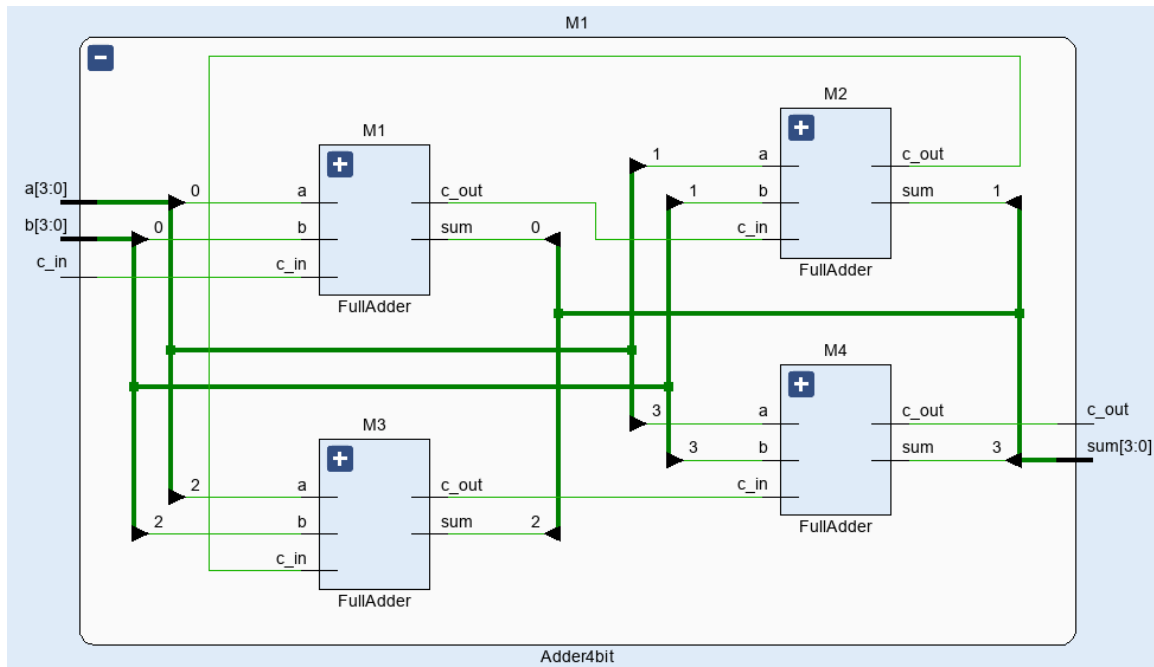 M1
M2
M1
1 a c_out
a[3:0] 0 a c_out 1 b sum 1
b[3:0] 0 b sum 0 c_in
c_in c_in FullAdder
FullAdder
M4
3 a c_out c_out
M3 3 b sum 3 sum[3:0]
2 a c_out c_in
2 b sum 2 FullAdder
c_in
FullAdder
Adder4bit